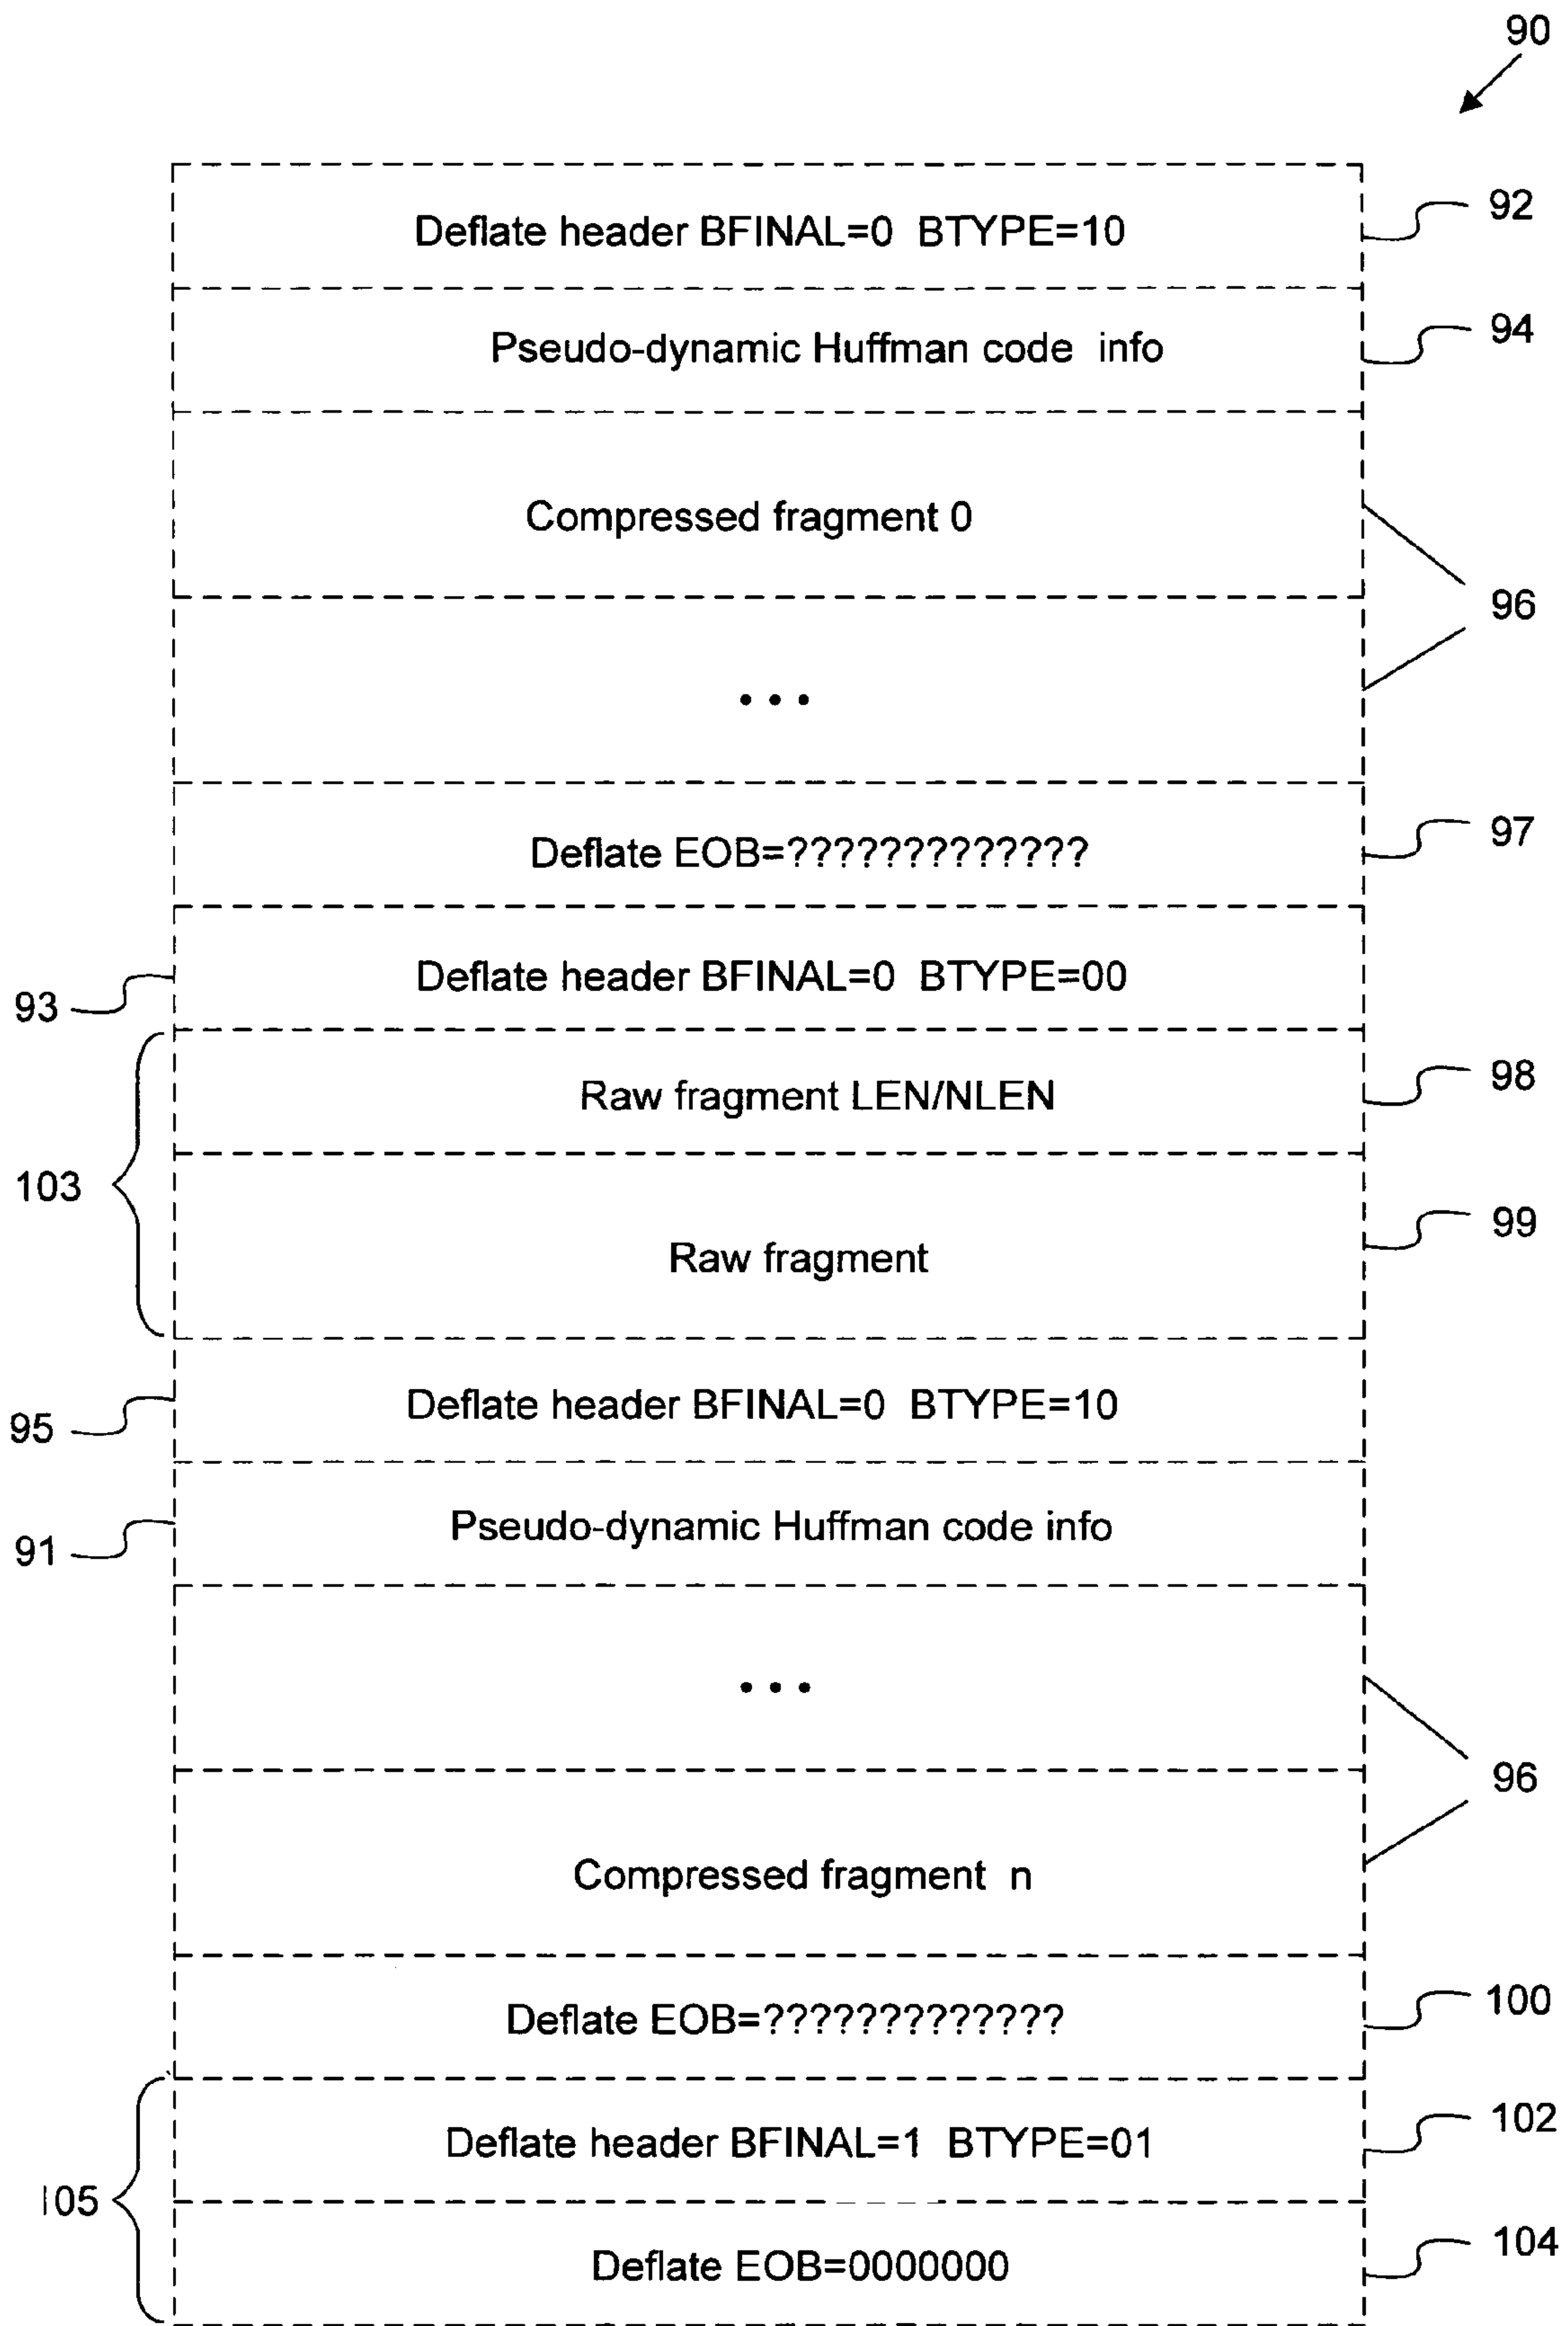 90
Deflate header BFINAL=0 BTYPE=10 92
Pseudo-dynamic Huffman code info 94
Compressed fragment 0
96
...
Deflate EOB=????????????? 97
93 Deflate header BFINAL=0 BTYPE=00
Raw fragment LEN/NLEN 98
103
Raw fragment 99
95 Deflate header BFINAL=0 BTYPE=10
91 Pseudo-dynamic Huffman code info
...
96
Compressed fragment n
Deflate EOB=????????????? 100
Deflate header BFINAL=1 BTYPE=01 102
105
Deflate EOB=0000000 104